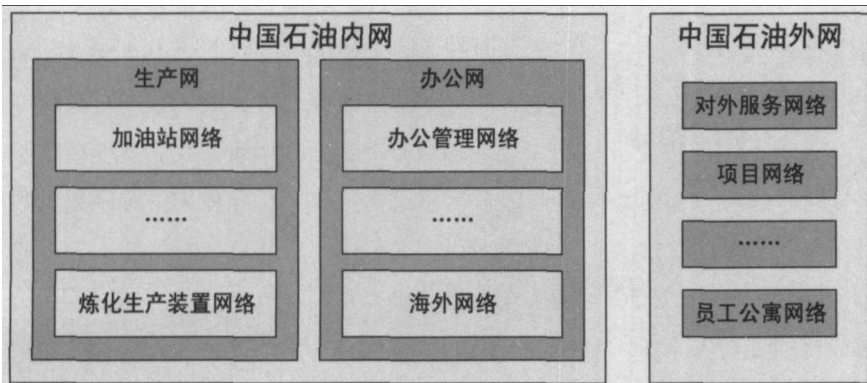 中国石油内网
生产网
加油站网络
……
炼化生产装置网络
办公网
办公管理网络
……
海外网络
中国石油外网
对外服务网络
项目网络
……
员工公寓网络